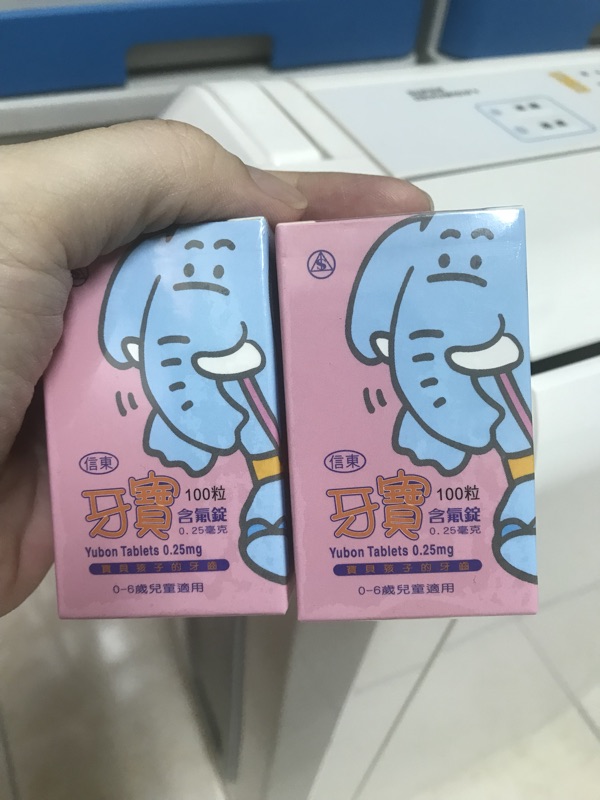 信東
牙寶
100粒
含氟錠
0.25毫克
Yubon Tablets 0.25mg
寶貝孩子的牙齒
0-6歲兒童適用
信東
牙寶
100粒
含氟錠
0.25毫克
Yubon Tablets 0.25mg
寶貝孩子的牙齒
0-6歲兒童適用